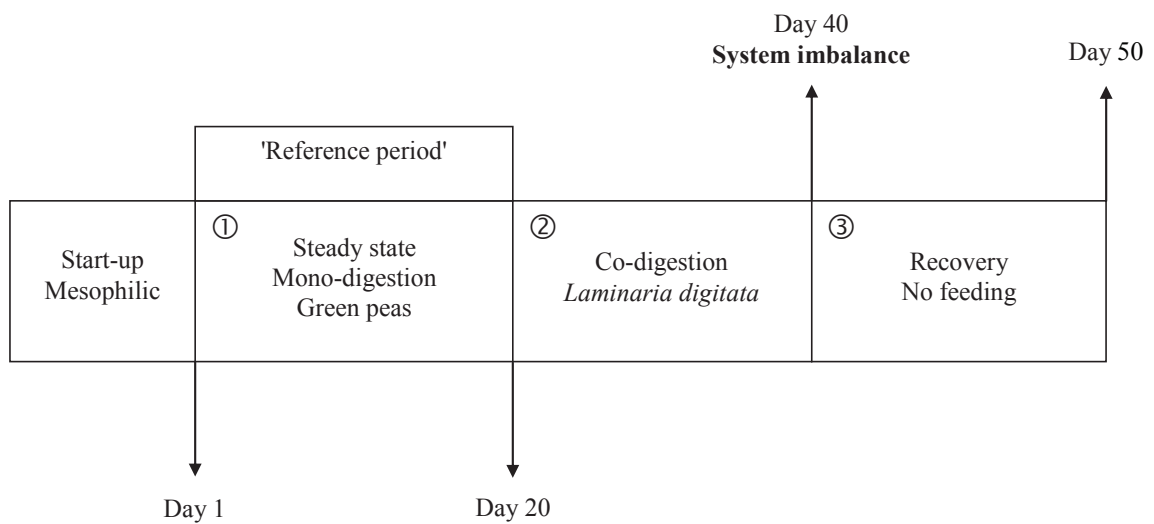 Day 40
System imbalance
Day 50
'Reference period'
Start-up
Mesophilic
①
Steady state
Mono-digestion
Green peas
②
Co-digestion
Laminaria digitata
③
Recovery
No feeding
Day 1
Day 20